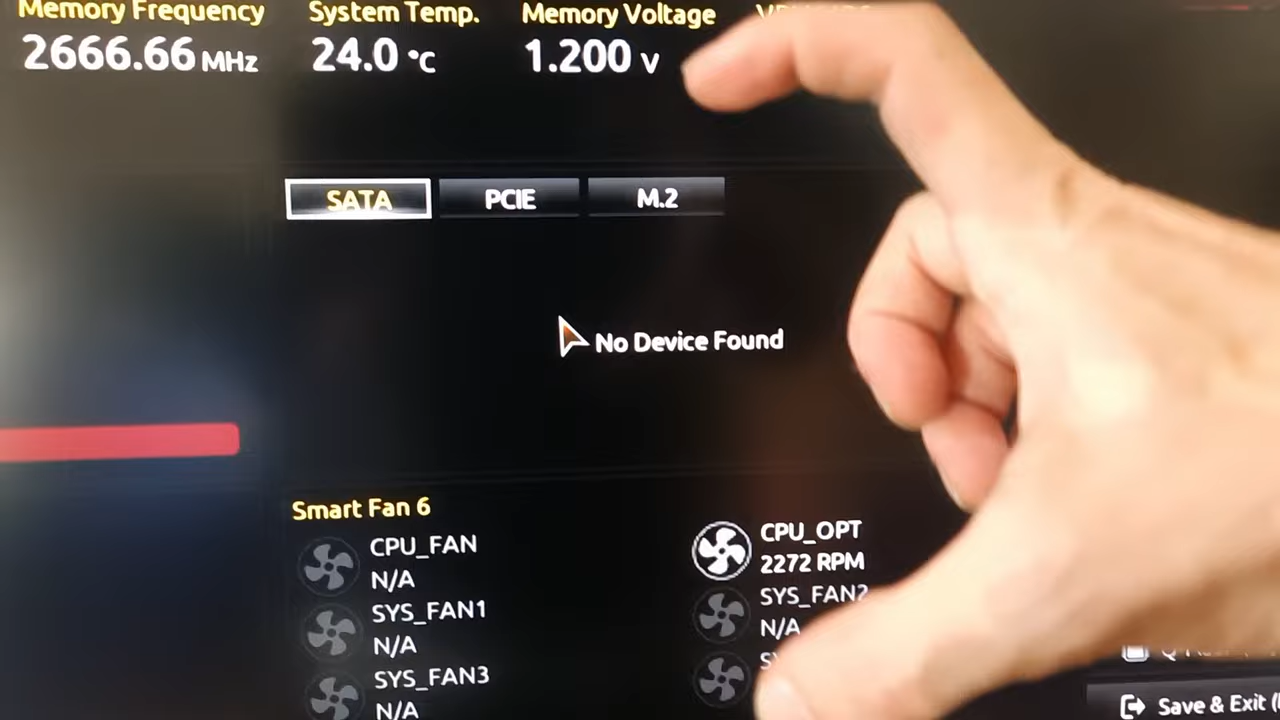 Memory Frequency System Temp. Memory Voltage
2666.66 MHz 24.0 °C 1.200 V
SATA PCIE M.2
No Device Found
Smart Fan 6
CPU_FAN CPU_OPT
N/A 2272 RPM
SYS_FAN1 SYS_FAN2
N/A N/A
SYS_FAN3
N/A
Save & Exit